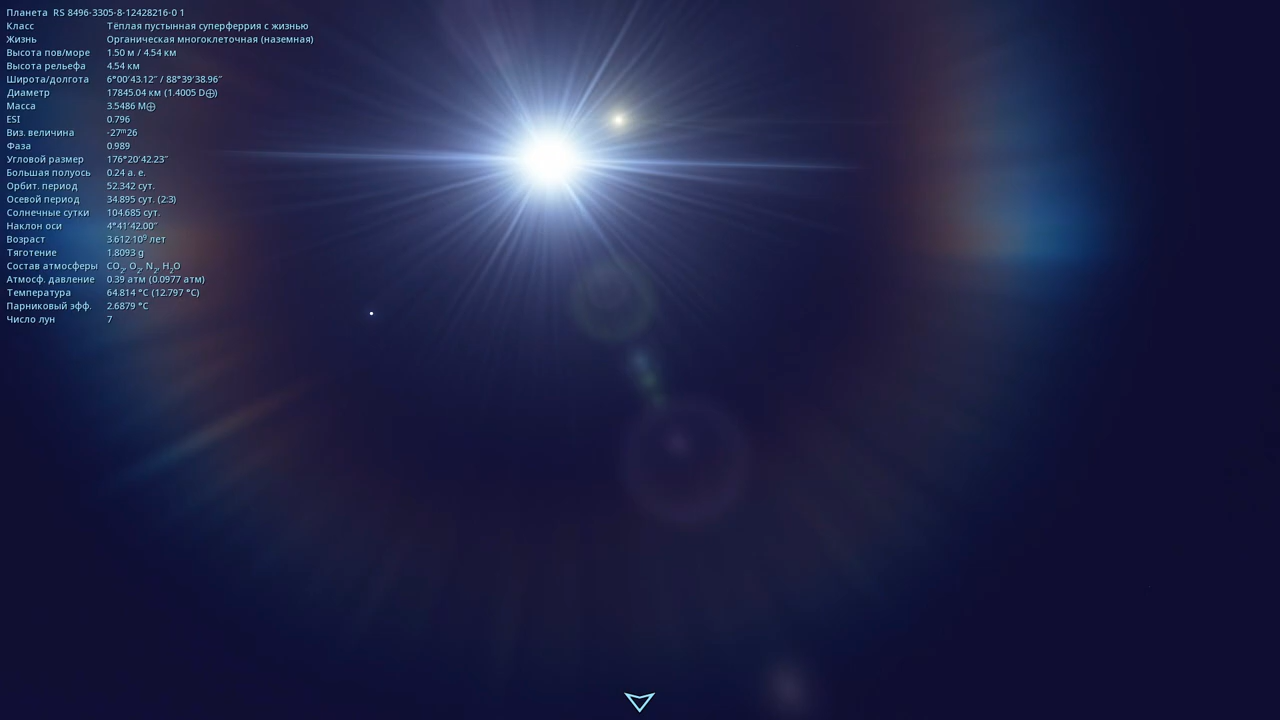 Планета RS 8496-3305-8-12428216-0 1
Класс Тёплая пустынная суперферрия с жизнью
Жизнь Органическая многоклеточная (наземная)
Высота пов/море 1.50 м / 4.54 км
Высота рельефа 4.54 км
Широта/долгота 6°00'43.12" / 88°39'38.96"
Диаметр 17845.04 км (1.4005 D⊕)
Масса 3.5486 M⊕
ESI 0.796
Виз. величина -27ᵐ26
Фаза 0.989
Угловой размер 176°20'42.23"
Большая полуось 0.24 а. е.
Орбит. период 52.342 сут.
Осевой период 34.895 сут. (2:3)
Солнечные сутки 104.685 сут.
Наклон оси 4°41'42.00"
Возраст 3.612·10⁹ лет
Тяготение 1.8093 g
Состав атмосферы CO₂, O₂, N₂, H₂O
Атмосф. давление 0.39 атм (0.0977 атм)
Температура 64.814 °C (12.797 °C)
Парниковый эфф. 2.6879 °C
Число лун 7